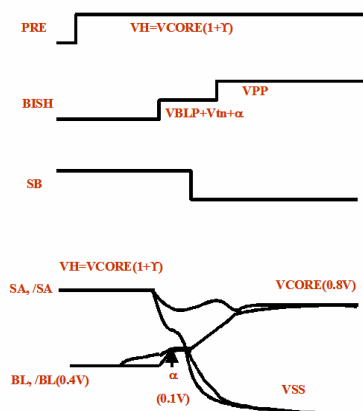 PRE
VH=VCORE(1+ϒ)
VPP
BISH
VBLP+Vtn+α
SB
VH=VCORE(1+ϒ)
SA, /SA
VCORE(0.8V)
BL, /BL(0.4V)
α
(0.1V)
VSS